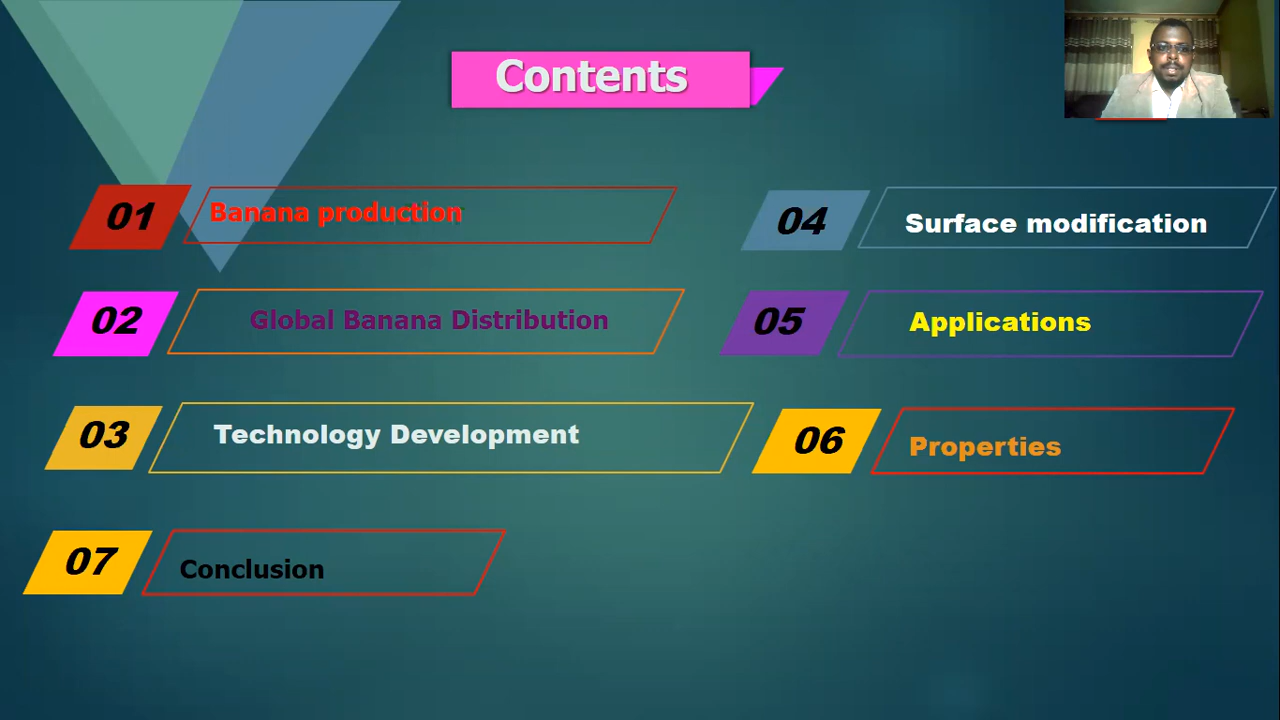 Contents
01
Banana production
02
Global Banana Distribution
03
Technology Development
04
Surface modification
05
Applications
06
Properties
07
Conclusion